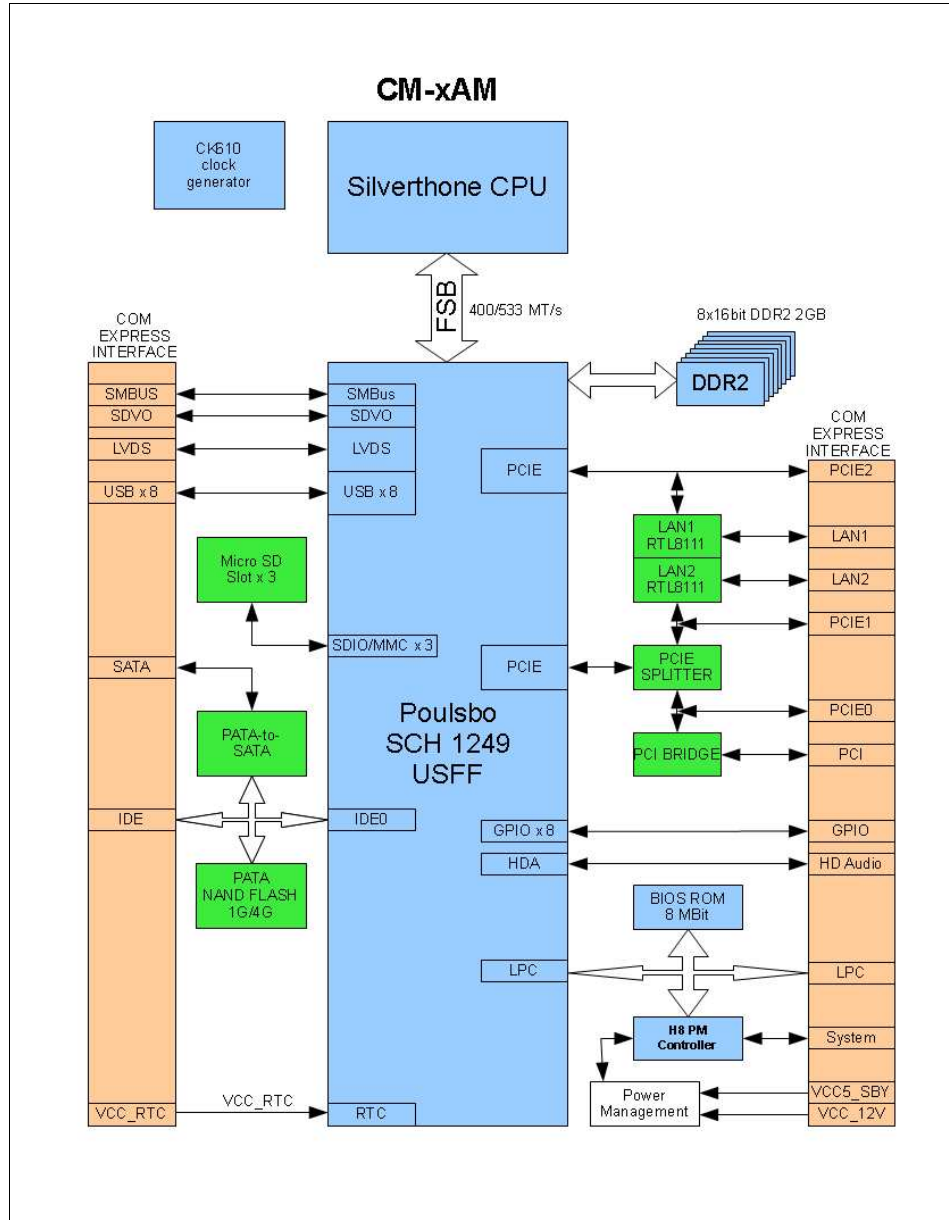 CM-xAM
CK610
clock
generator
Silverthone CPU
FSB
400/533 MT/s
8x16bit DDR2 2GB
DDR2
COM
EXPRESS
INTERFACE
SMBUS
SDVO
LVDS
USB x 8
SATA
IDE
VCC_RTC
SMBus
SDVO
LVDS
USB x 8
Micro SD
Slot x 3
SDIO/MMC x 3
PATA-to-
SATA
IDE0
PATA
NAND FLASH
1G/4G
VCC_RTC
RTC
Poulsbo
SCH 1249
USFF
PCIE
PCIE
GPIO x 8
HDA
LPC
LAN1
RTL8111
LAN2
RTL8111
PCIE
SPLITTER
PCI BRIDGE
BIOS ROM
8 MBit
H8 PM
Controller
Power
Management
COM
EXPRESS
INTERFACE
PCIE2
LAN1
LAN2
PCIE1
PCIE0
PCI
GPIO
HD Audio
LPC
System
VCC5_SBY
VCC_12V